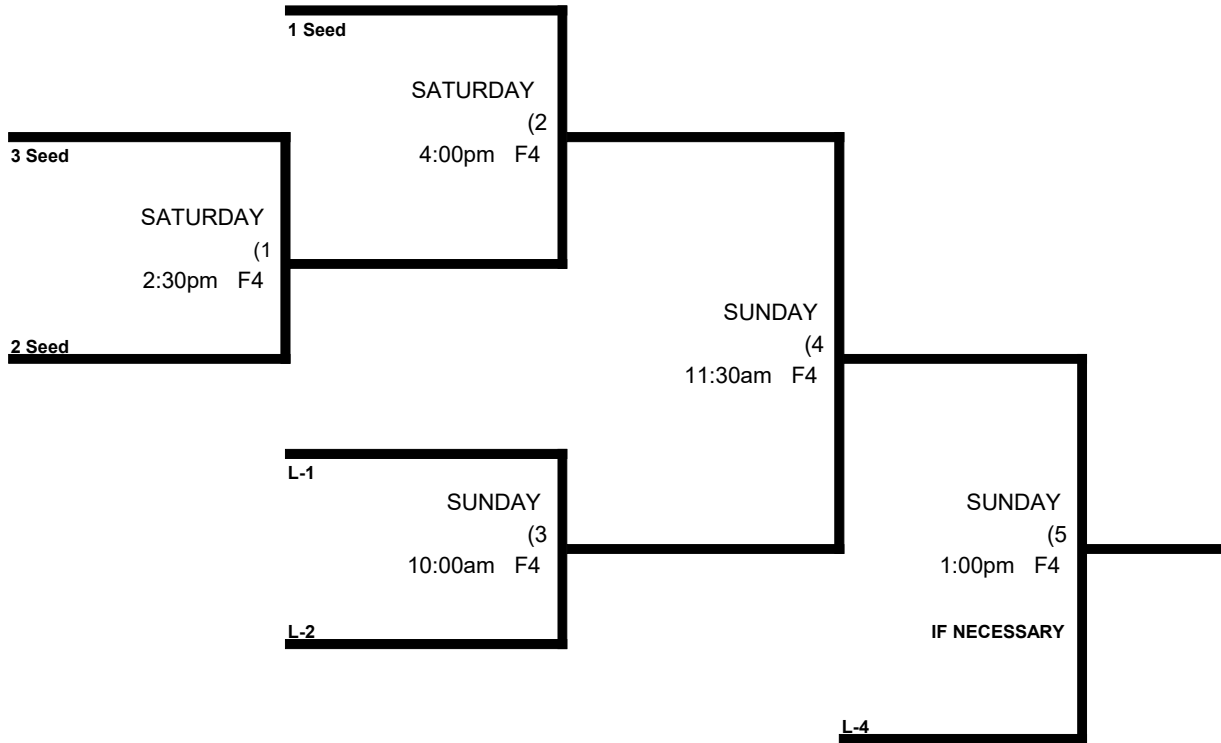 1 Seed
SATURDAY
(2
4:00pm F4
3 Seed
SATURDAY
(1
2:30pm F4
2 Seed
SUNDAY
(4
11:30am F4
L-1
SUNDAY
(3
10:00am F4
L-2
SUNDAY
(5
1:00pm F4
IF NECESSARY
L-4